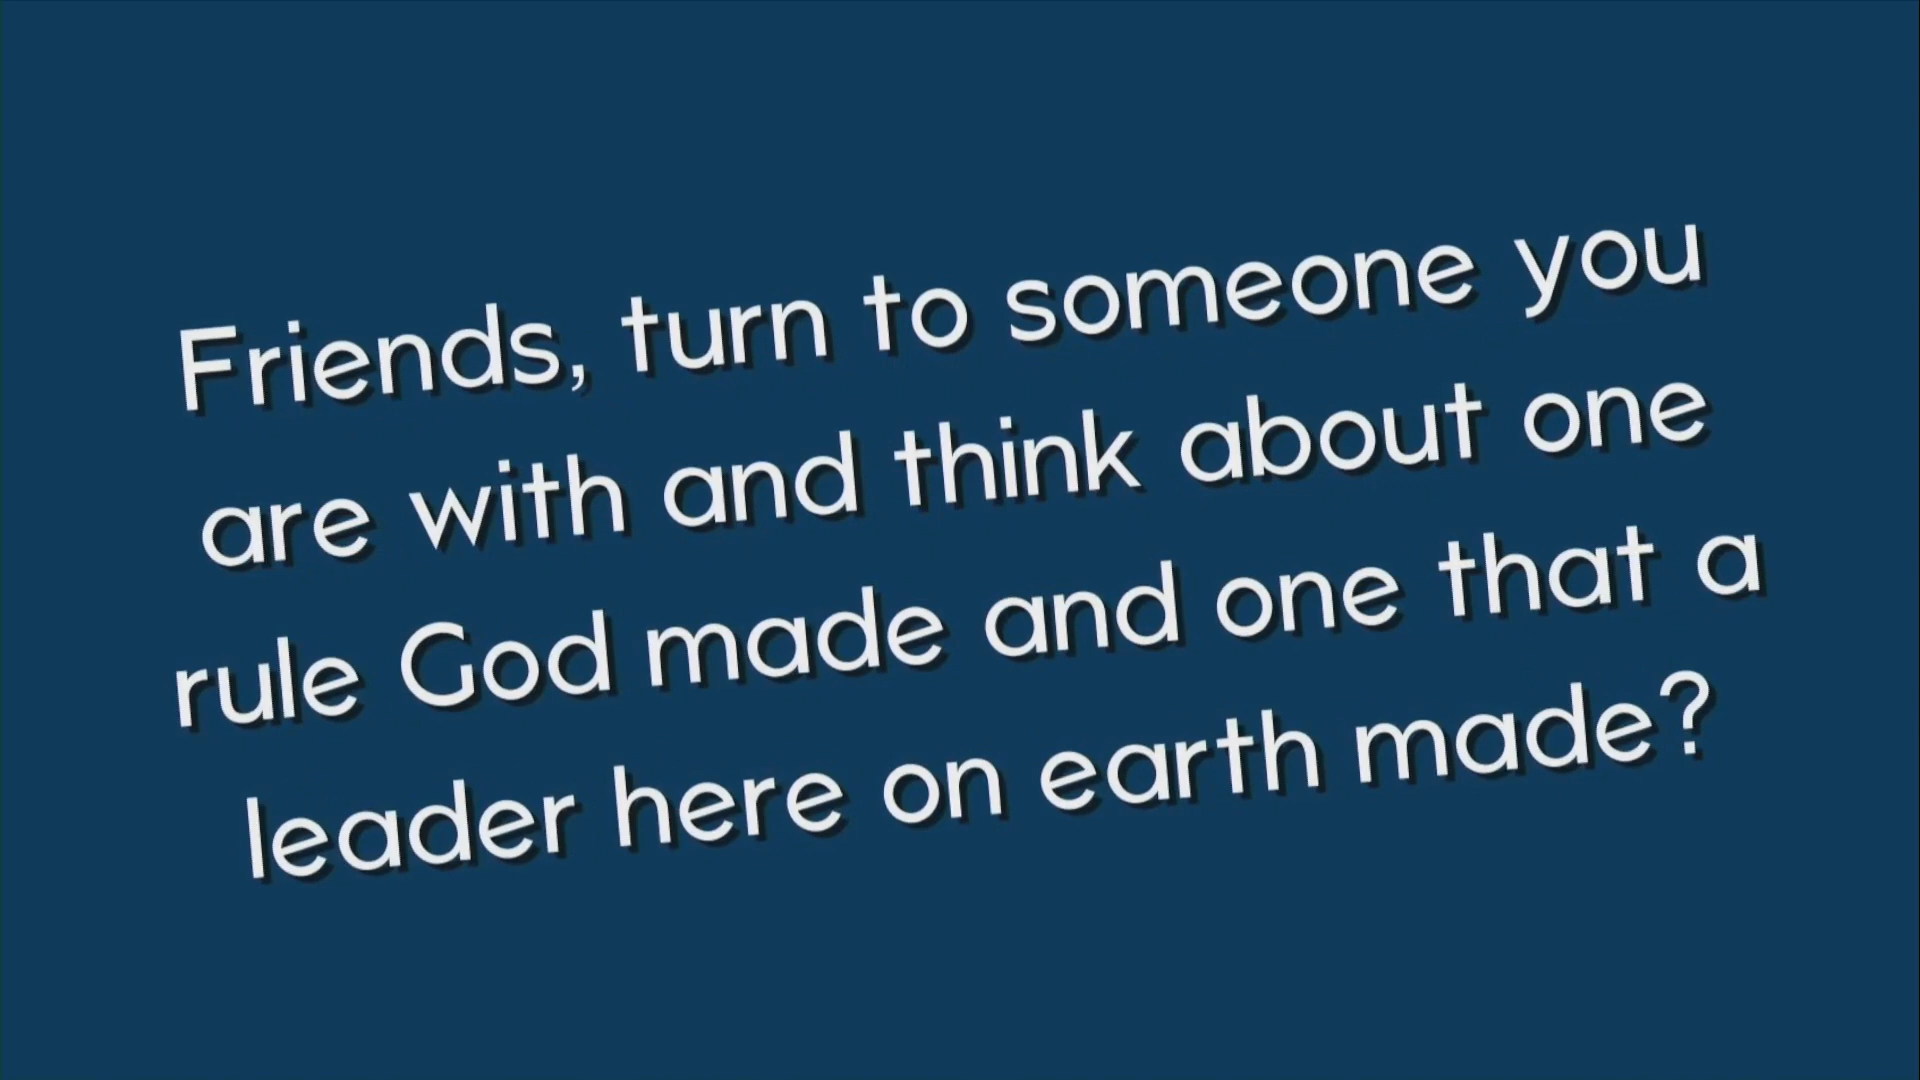 Friends, turn to someone you
are with and think about one
rule God made and one that a
leader here on earth made?